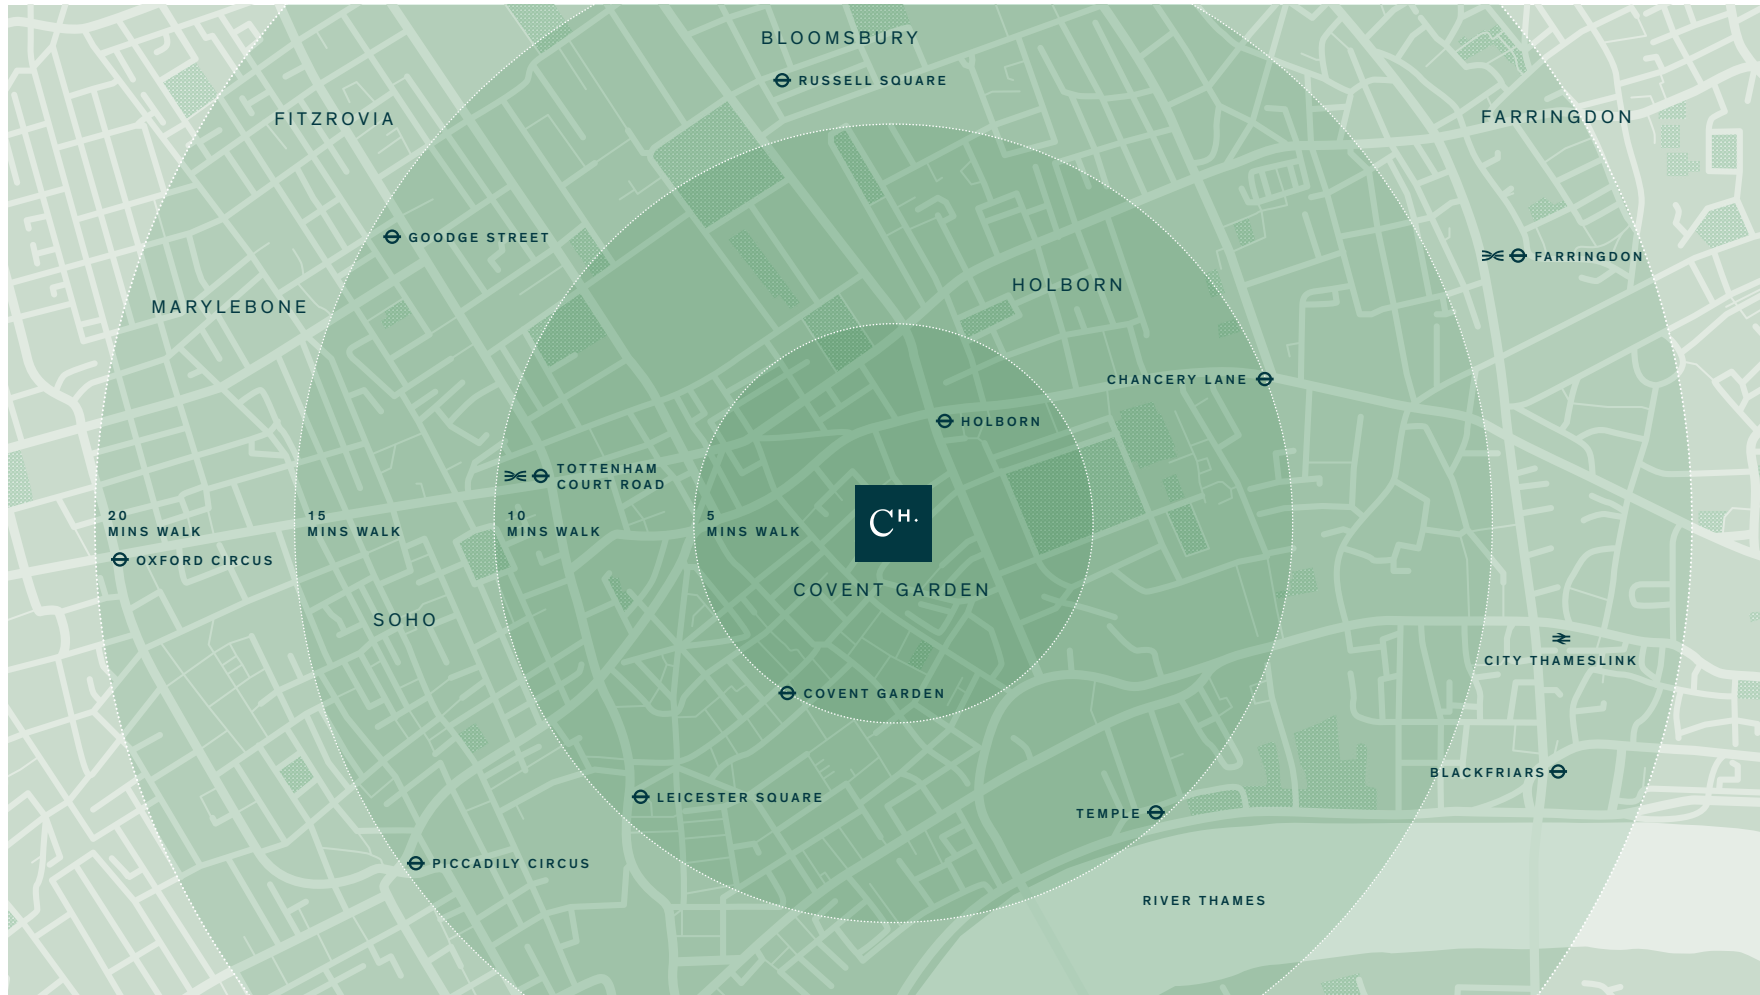 BLOOMSBURY
RUSSELL SQUARE
FITZROVIA
FARRINGDON
GOODGE STREET
FARRINGDON
HOLBORN
MARYLEBONE
CHANCERY LANE
HOLBORN
TOTTENHAM
COURT ROAD
20
MINS WALK
15
MINS WALK
10
MINS WALK
5
MINS WALK
CH.
OXFORD CIRCUS
COVENT GARDEN
SOHO
CITY THAMESLINK
COVENT GARDEN
BLACKFRIARS
LEICESTER SQUARE
TEMPLE
PICCADILY CIRCUS
RIVER THAMES